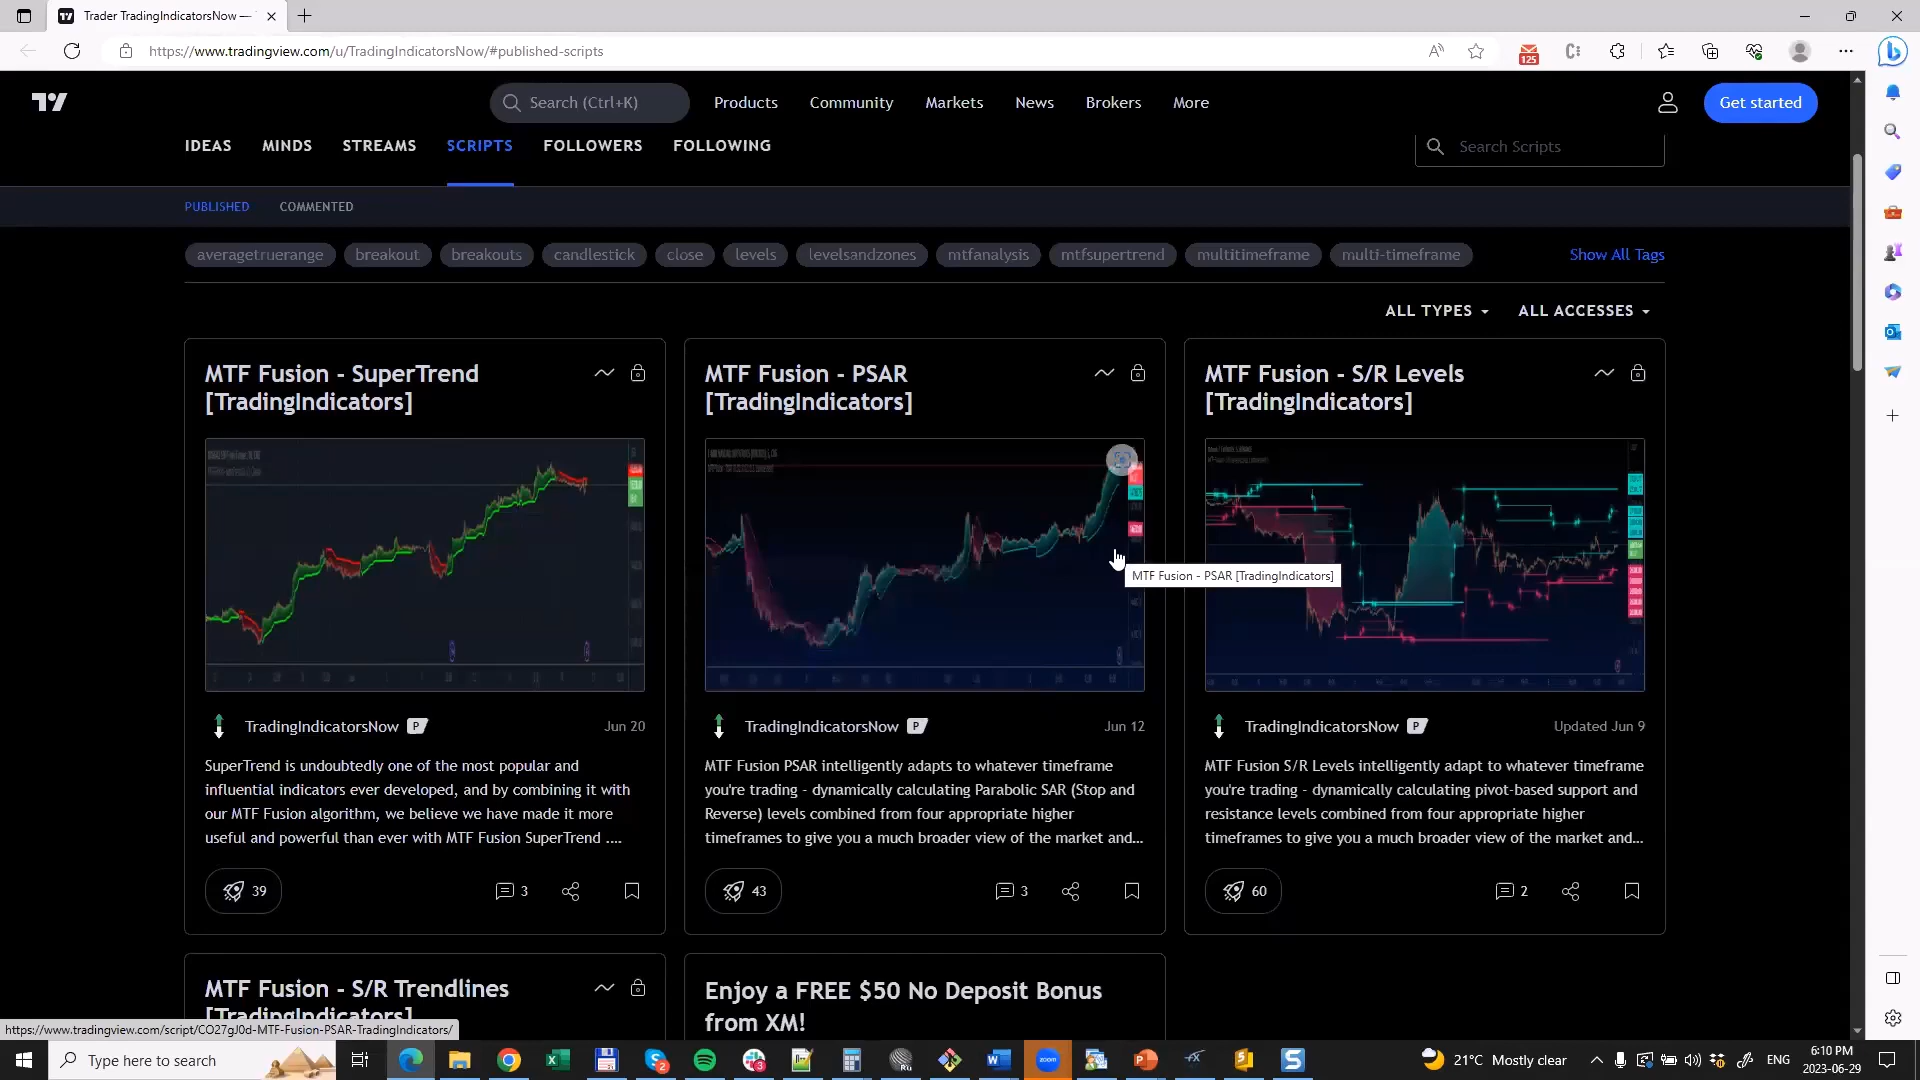 Trader TradingIndicatorsNow —
https://www.tradingview.com/u/TradingIndicatorsNow/#published-scripts
125
Search (Ctrl+K)
Products
Community
Markets
News
Brokers
More
Get started
IDEAS
MINDS
STREAMS
SCRIPTS
FOLLOWERS
FOLLOWING
Search Scripts
PUBLISHED
COMMENTED
averagetruerange
breakout
breakouts
candlestick
close
levels
levelsandzones
mtfanalysis
mtfsupertrend
multitimeframe
multi-timeframe
Show All Tags
ALL TYPES
ALL ACCESSES
MTF Fusion - SuperTrend
[TradingIndicators]
TradingIndicatorsNow P
Jun 20
SuperTrend is undoubtedly one of the most popular and
influential indicators ever developed, and by combining it with
our MTF Fusion algorithm, we believe we have made it more
useful and powerful than ever with MTF Fusion SuperTrend ....
39
3
MTF Fusion - PSAR
[TradingIndicators]
MTF Fusion - PSAR [TradingIndicators]
TradingIndicatorsNow P
Jun 12
MTF Fusion PSAR intelligently adapts to whatever timeframe
you're trading - dynamically calculating Parabolic SAR (Stop and
Reverse) levels combined from four appropriate higher
timeframes to give you a much broader view of the market and...
43
3
MTF Fusion - S/R Levels
[TradingIndicators]
TradingIndicatorsNow P
Updated Jun 9
MTF Fusion S/R Levels intelligently adapt to whatever timeframe
you're trading - dynamically calculating pivot-based support and
resistance levels combined from four appropriate higher
timeframes to give you a much broader view of the market and...
60
2
MTF Fusion - S/R Trendlines
[TradingIndicators]
Enjoy a FREE $50 No Deposit Bonus
from XM!
https://www.tradingview.com/script/CO27gJ0d-MTF-Fusion-PSAR-TradingIndicators/
Type here to search
2
3
zoom
21°C Mostly clear
ENG
6:10 PM
2023-06-29